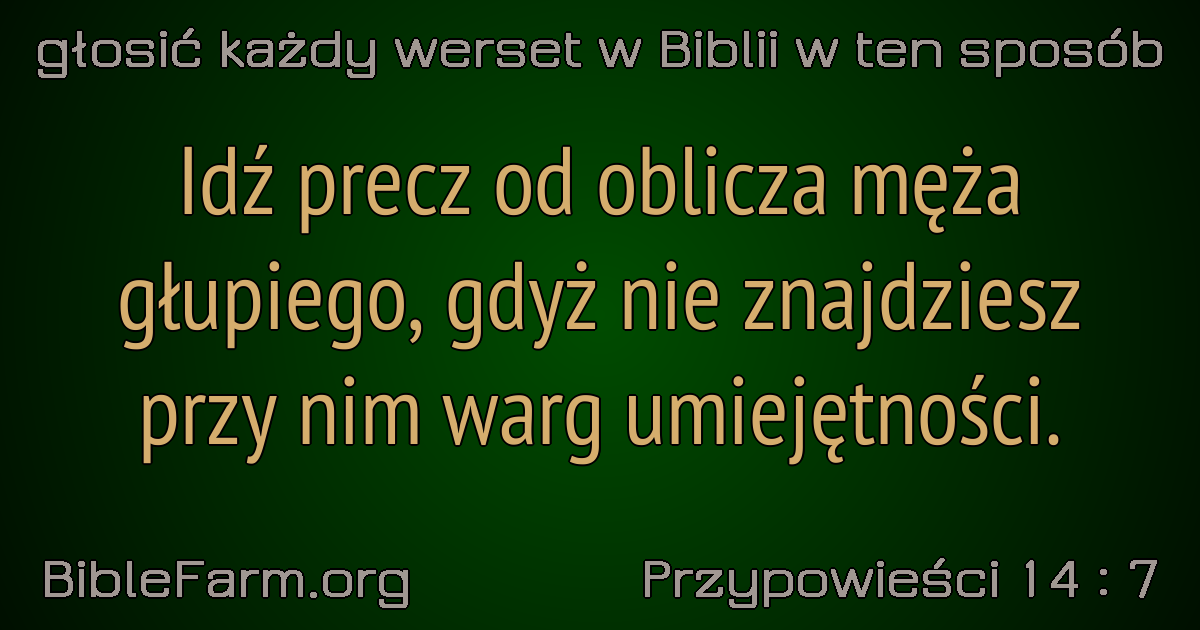 głosić każdy werset w Biblii w ten sposób
Idź precz od oblicza męża
głupiego, gdyż nie znajdziesz
przy nim warg umiejętności.
BibleFarm.org
Przypowieści 14 : 7